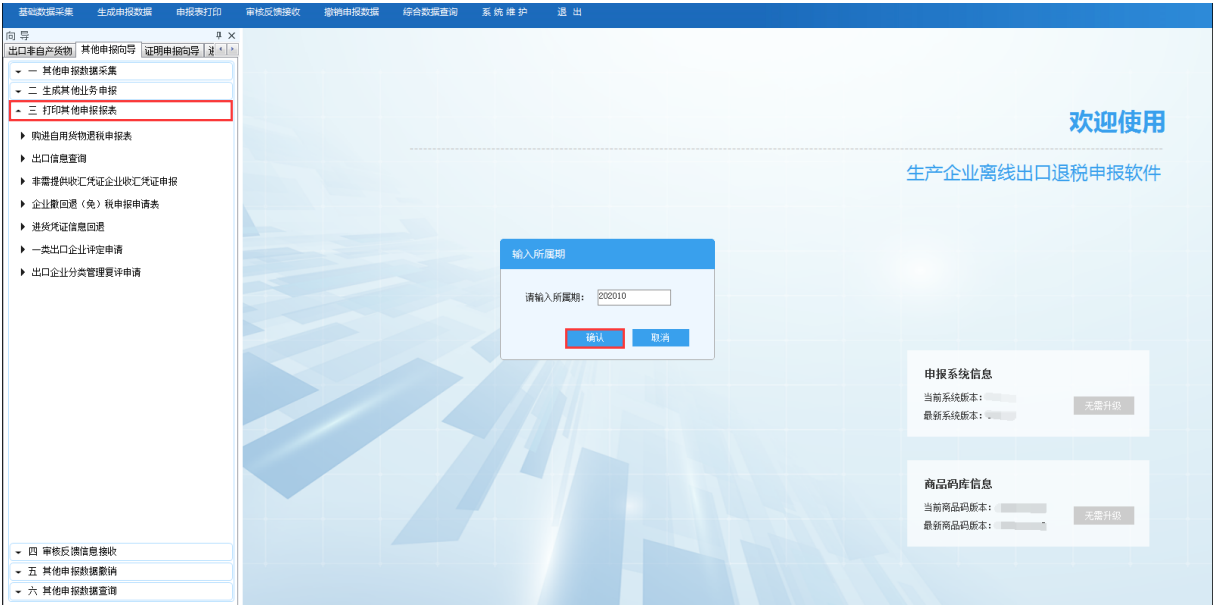 基础数据采集 生成申报数据 申报表打印 审核反馈接收 撤销申报数据 综合数据查询 系统维护 退出
向导
出口非自产货物 其他申报向导 证明申报向导
一 其他申报数据采集
二 生成其他业务申报
三 打印其他申报报表
购进自用货物退税申报表
出口信息查询
非需提供收汇凭证企业收汇凭证申报
企业撤回退（免）税申报申请表
进货凭证信息回退
一类出口企业评定申请
出口企业分类管理复评申请
四 审核反馈信息接收
五 其他申报数据撤销
六 其他申报数据查询
欢迎使用
生产企业离线出口退税申报软件
输入所属期
请输入所属期： 202010
确认 取消
申报系统信息
当前系统版本：
最新系统版本：
无需升级
商品码库信息
当前商品码版本：
最新商品码版本：
无需升级